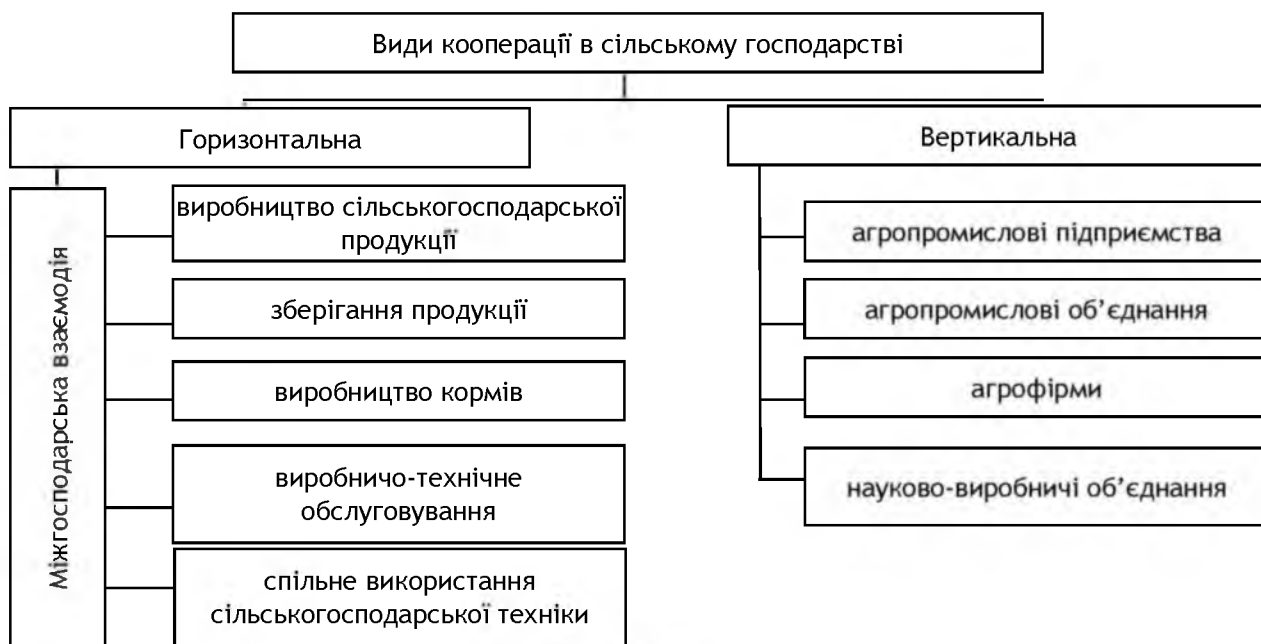 Види кооперації в сільському господарстві
Горизонтальна
Вертикальна
Міжгосподарська взаємодія
виробництво сільськогосподарської
продукції
зберігання продукції
виробництво кормів
виробничо-технічне
обслуговування
спільне використання
сільськогосподарської техніки
агропромислові підприємства
агропромислові об’єднання
агрофірми
науково-виробничі об’єднання